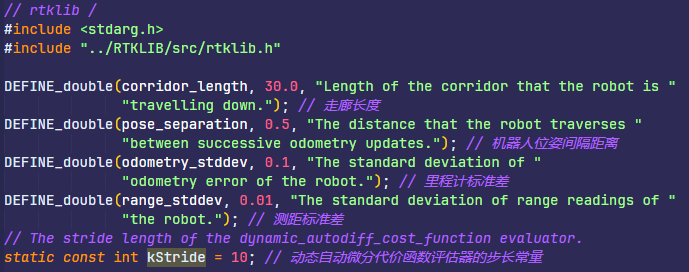 // rtklib /
#include <stdarg.h>
#include "../RTKLIB/src/rtklib.h"
DEFINE_double(corridor_length, 30.0, "Length of the corridor that the robot is "
"travelling down."); // 走廊长度
DEFINE_double(pose_separation, 0.5, "The distance that the robot traverses "
"between successive odometry updates."); // 机器人位姿间隔距离
DEFINE_double(odometry_stddev, 0.1, "The standard deviation of "
"odometry error of the robot."); // 里程计标准差
DEFINE_double(range_stddev, 0.01, "The standard deviation of range readings of "
"the robot."); // 测距标准差
// The stride length of the dynamic_autodiff_cost_function evaluator.
static const int kStride = 10; // 动态自动微分代价函数评估器的步长常量